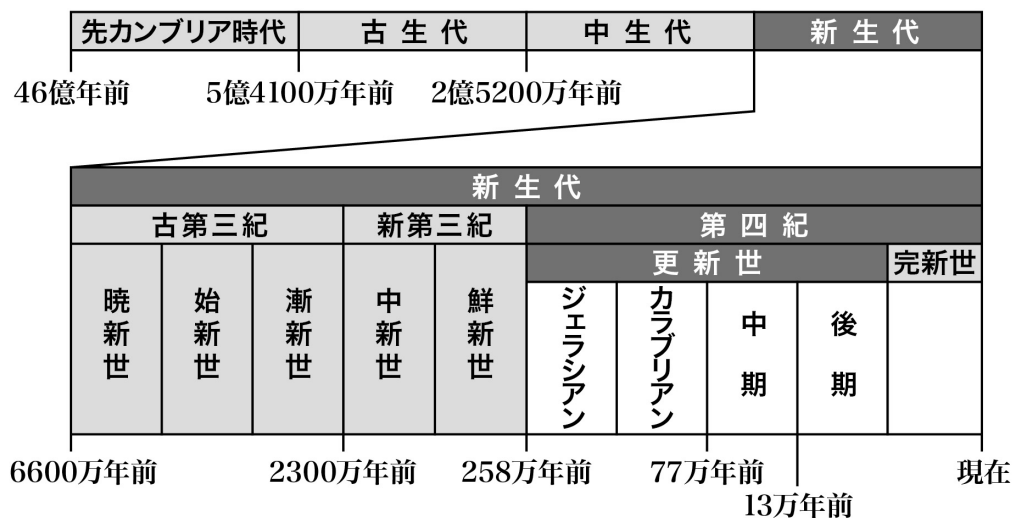 先カンブリア時代 古生代 中生代 新生代
46億年前 5億4100万年前 2億5200万年前
新生代
古第三紀 新第三紀 第四紀
更新世 完新世
暁新世 始新世 漸新世 中新世 鮮新世 ジェラシアン カラブリアン 中期 後期
6600万年前 2300万年前 258万年前 77万年前 現在
13万年前